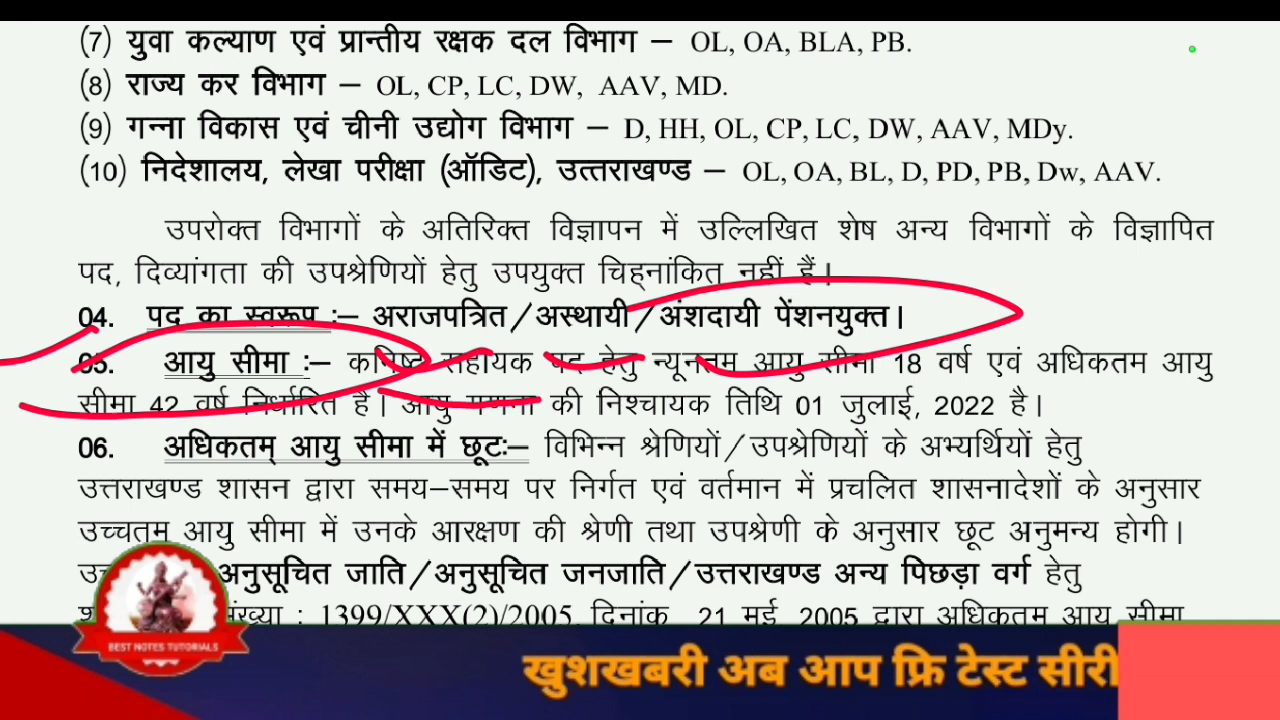 (7) युवा कल्याण एवं प्रान्तीय रक्षक दल विभाग – OL, OA, BLA, PB.
(8) राज्य कर विभाग – OL, CP, LC, DW, AAV, MD.
(9) गन्ना विकास एवं चीनी उद्योग विभाग – D, HH, OL, CP, LC, DW, AAV, MDy.
(10) निदेशालय, लेखा परीक्षा (ऑडिट), उत्तराखण्ड – OL, OA, BL, D, PD, PB, Dw, AAV.
उपरोक्त विभागों के अतिरिक्त विज्ञापन में उल्लिखित शेष अन्य विभागों के विज्ञापित
पद, दिव्यांगता की उपश्रेणियों हेतु उपयुक्त चिह्नांकित नहीं हैं।
04. पद का स्वरूप :– अराजपत्रित/अस्थायी/अंशदायी पेंशनयुक्त।
05. आयु सीमा :– कनिष्ठ सहायक पद हेतु न्यूनतम आयु सीमा 18 वर्ष एवं अधिकतम आयु
सीमा 42 वर्ष निर्धारित है। आयु गणना की निश्चायक तिथि 01 जुलाई, 2022 है।
06. अधिकतम् आयु सीमा में छूटः– विभिन्न श्रेणियों/उपश्रेणियों के अभ्यर्थियों हेतु
उत्तराखण्ड शासन द्वारा समय–समय पर निर्गत एवं वर्तमान में प्रचलित शासनादेशों के अनुसार
उच्चतम् आयु सीमा में उनके आरक्षण की श्रेणी तथा उपश्रेणी के अनुसार छूट अनुमन्य होगी।
अनुसूचित जाति/अनुसूचित जनजाति/उत्तराखण्ड अन्य पिछड़ा वर्ग हेतु
: 1399/XXX(2)/2005, दिनांक 21 मई, 2005 द्वारा अधिकतम आयु सीमा
BEST NOTES TUTORIALS
खुशखबरी अब आप फ्रि टेस्ट सीरी